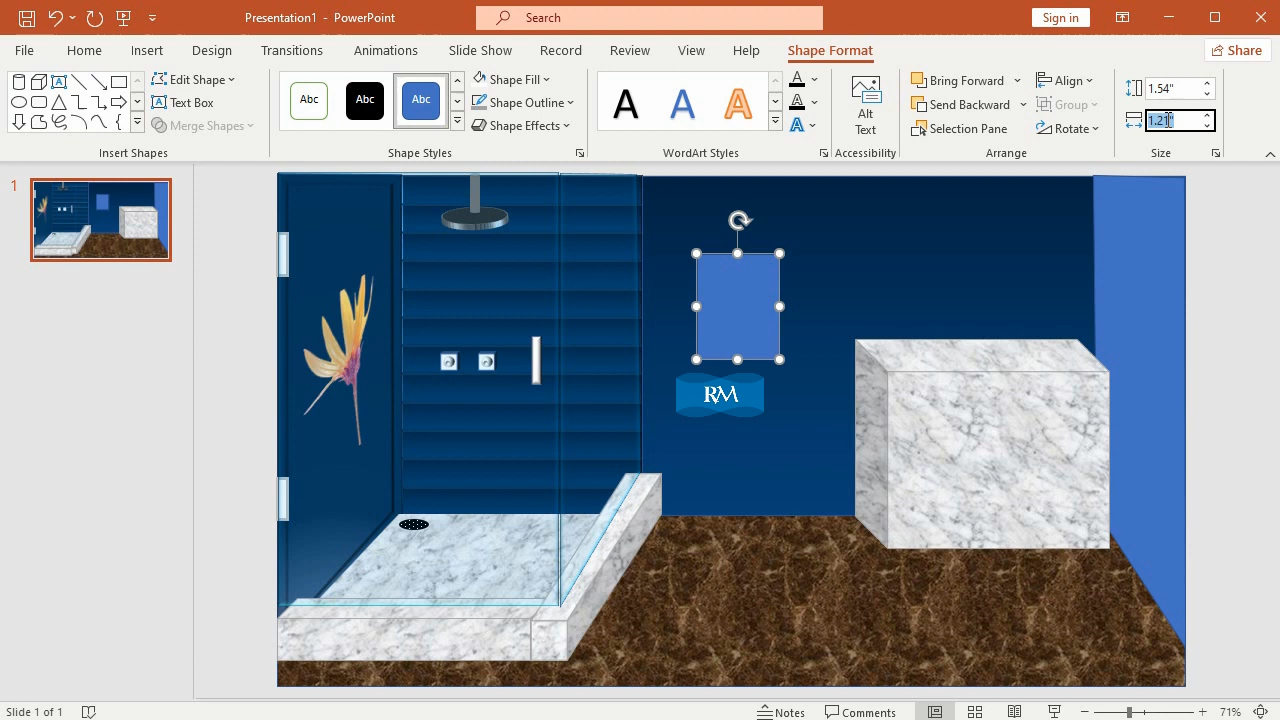 Presentation1 - PowerPoint
Search
Sign in
File
Home
Insert
Design
Transitions
Animations
Slide Show
Record
Review
View
Help
Shape Format
Share
Edit Shape
Text Box
Merge Shapes
Insert Shapes
Abc
Abc
Abc
Shape Fill
Shape Outline
Shape Effects
Shape Styles
A
A
A
A
A
A
WordArt Styles
Alt
Text
Accessibility
Bring Forward
Send Backward
Selection Pane
Align
Group
Rotate
Arrange
1.54"
1.21"
Size
1
RM
Slide 1 of 1
Notes
Comments
71%